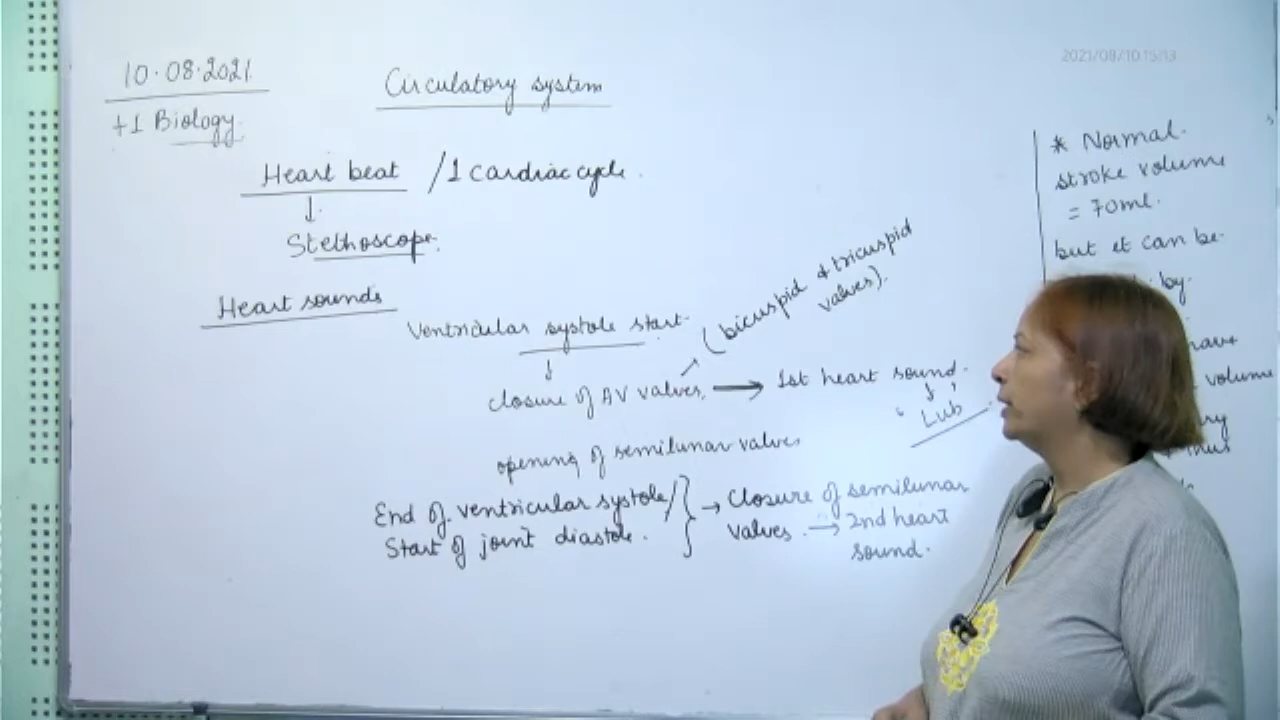 2021/08/10 15:13
10.08.2021.
+1 Biology.
Circulatory system
Heart beat / 1 cardiac cycle.
↓
Stethoscope.
Heart sounds
Ventricular systole start.
↓
closure of AV valves. → 1st heart sound.
(bicuspid & tricuspid
valves).
↓
"Lub"
opening of semilunar valves
End of ventricular systole/
Start of joint diastole.
} → Closure of semilunar
valves. → 2nd heart
sound.
* Normal
stroke volume
= 70ml.
but it can be
by
volume